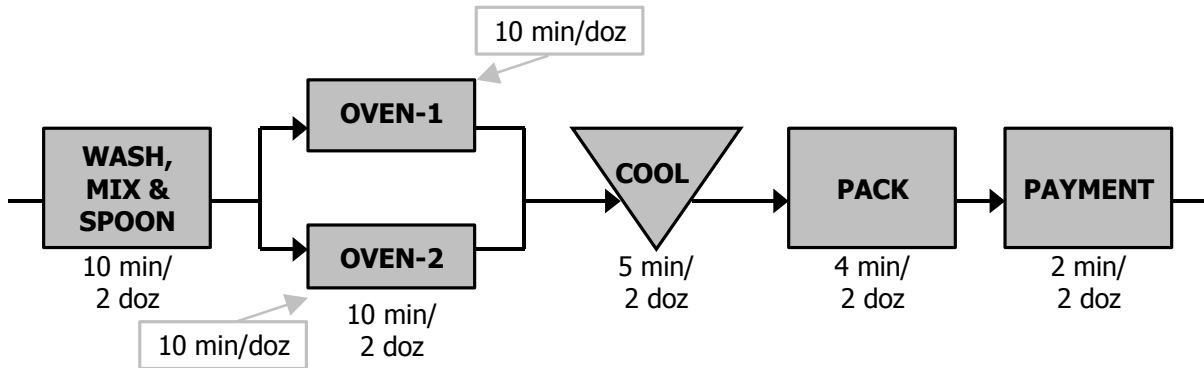 10 min/doz
OVEN-1
WASH,
MIX &
SPOON
10 min/
2 doz
OVEN-2
10 min/
2 doz
10 min/doz
COOL
5 min/
2 doz
PACK
4 min/
2 doz
PAYMENT
2 min/
2 doz